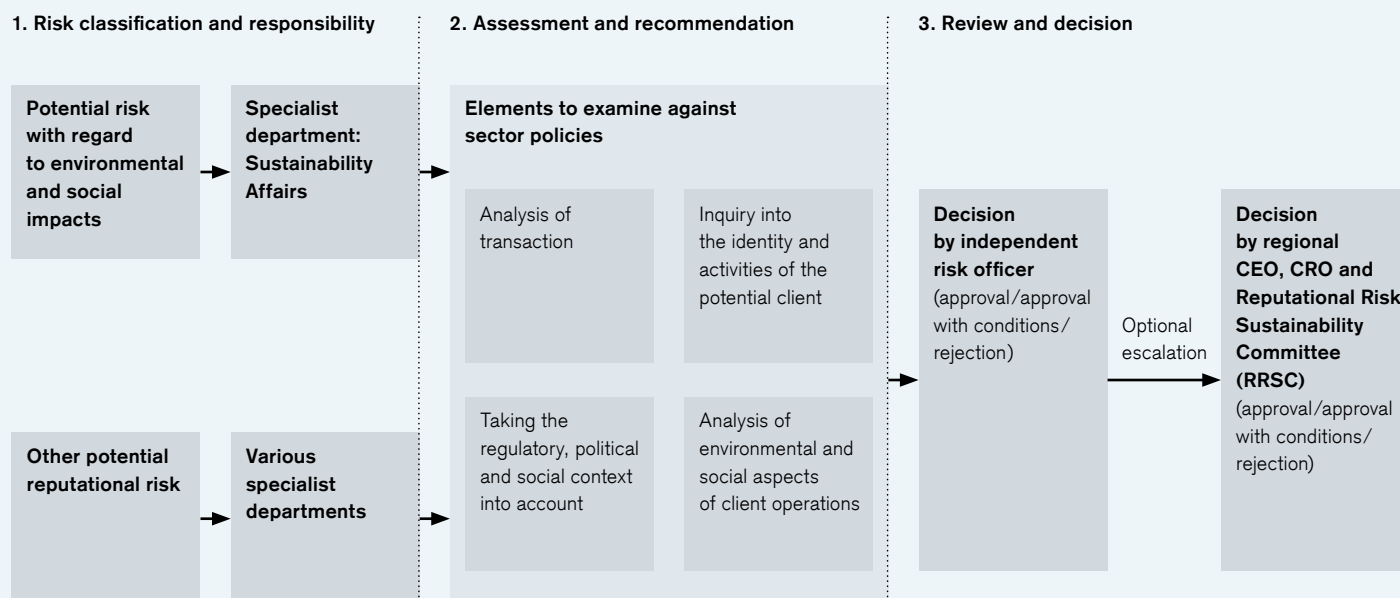 1. Risk classification and responsibility
2. Assessment and recommendation
3. Review and decision
Potential risk
with regard
to environmental
and social
impacts
Specialist
department:
Sustainability
Affairs
Other potential
reputational risk
Various
specialist
departments
Elements to examine against
sector policies
Analysis of
transaction
Inquiry into
the identity and
activities of the
potential client
Taking the
regulatory, political
and social context
into account
Analysis of
environmental and
social aspects
of client operations
Decision
by independent
risk officer
(approval/approval
with conditions/
rejection)
Optional
escalation
Decision
by regional
CEO, CRO and
Reputational Risk
Sustainability
Committee
(RRSC)
(approval/approval
with conditions/
rejection)